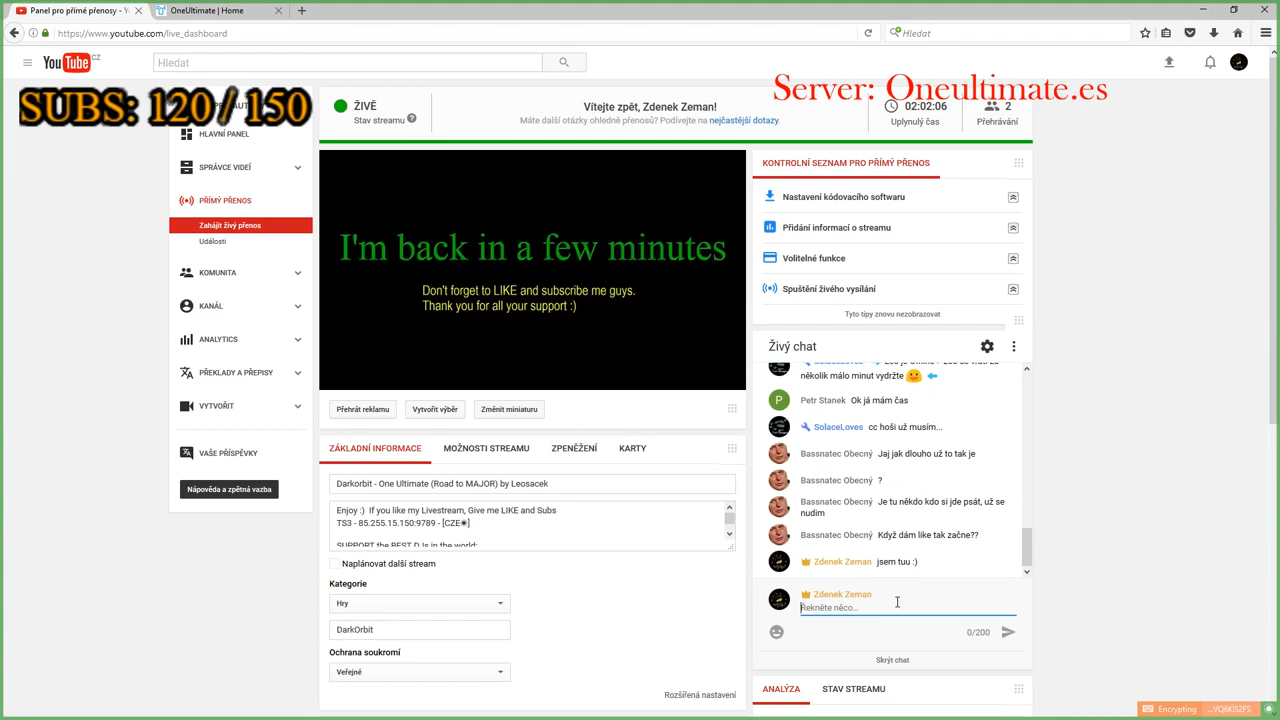 Panel pro přímé přenosy - Y
OneUltimate | Home
https://www.youtube.com/live_dashboard
Hledat
YouTube CZ
Hledat
Server: Oneultimate.es
SUBS: 120 / 150
ŽIVĚ
Stav streamu
Vítejte zpět, Zdenek Zeman!
Máte další otázky ohledně přenosů? Podívejte na nejčastější dotazy.
02:02:06
Uplynulý čas
2
Přehrávání
HLAVNÍ PANEL
SPRÁVCE VIDEÍ
PŘÍMÝ PŘENOS
Zahájit živý přenos
Události
KOMUNITA
KANÁL
ANALYTICS
PŘEKLADY A PŘEPISY
VYTVOŘIT
VAŠE PŘÍSPĚVKY
Nápověda a zpětná vazba
I'm back in a few minutes
Don't forget to LIKE and subscribe me guys.
Thank you for all your support :)
Přehrát reklamu
Vytvořit výběr
Změnit miniaturu
ZÁKLADNÍ INFORMACE
MOŽNOSTI STREAMU
ZPENĚŽENÍ
KARTY
Darkorbit - One Ultimate (Road to MAJOR) by Leosacek
Enjoy :) If you like my Livestream, Give me LIKE and Subs
TS3 - 85.255.15.150:9789 - [CZE✷]
SUPPORT the BEST DJs in the world:
Naplánovat další stream
Kategorie
Hry
DarkOrbit
Ochrana soukromí
Veřejné
Rozšířená nastavení
KONTROLNÍ SEZNAM PRO PŘÍMÝ PŘENOS
Nastavení kódovacího softwaru
Přidání informací o streamu
Volitelné funkce
Spuštění živého vysílání
Tyto tipy znovu nezobrazovat
Živý chat
několik málo minut vydržte
Petr Stanek Ok já mám čas
SolaceLoves cc hoši už musím...
Bassnatec Obecný Jaj jak dlouho už to tak je
Bassnatec Obecný ?
Bassnatec Obecný Je tu někdo kdo si jde psát, už se
nudim
Bassnatec Obecný Když dám like tak začne??
Zdenek Zeman jsem tuu :)
Zdenek Zeman
Řekněte něco...
0/200
Skrýt chat
ANALÝZA
STAV STREAMU
Encrypting
...VQ6KIS2FS